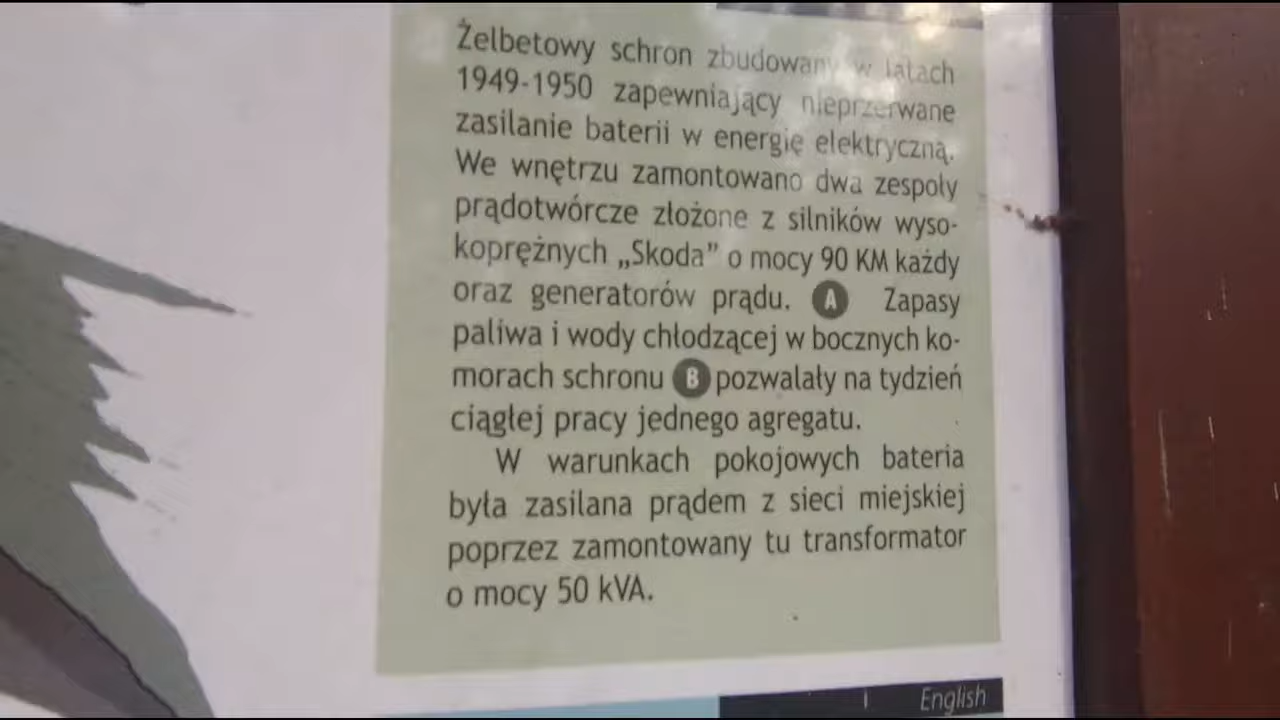 Żelbetowy schron zbudowany w latach
1949-1950 zapewniający nieprzerwane
zasilanie baterii w energię elektryczną.
We wnętrzu zamontowano dwa zespoły
prądotwórcze złożone z silników wyso-
koprężnych „Skoda” o mocy 90 KM każdy
oraz generatorów prądu. A Zapasy
paliwa i wody chłodzącej w bocznych ko-
morach schronu B pozwalały na tydzień
ciągłej pracy jednego agregatu.
W warunkach pokojowych bateria
była zasilana prądem z sieci miejskiej
poprzez zamontowany tu transformator
o mocy 50 kVA.
English